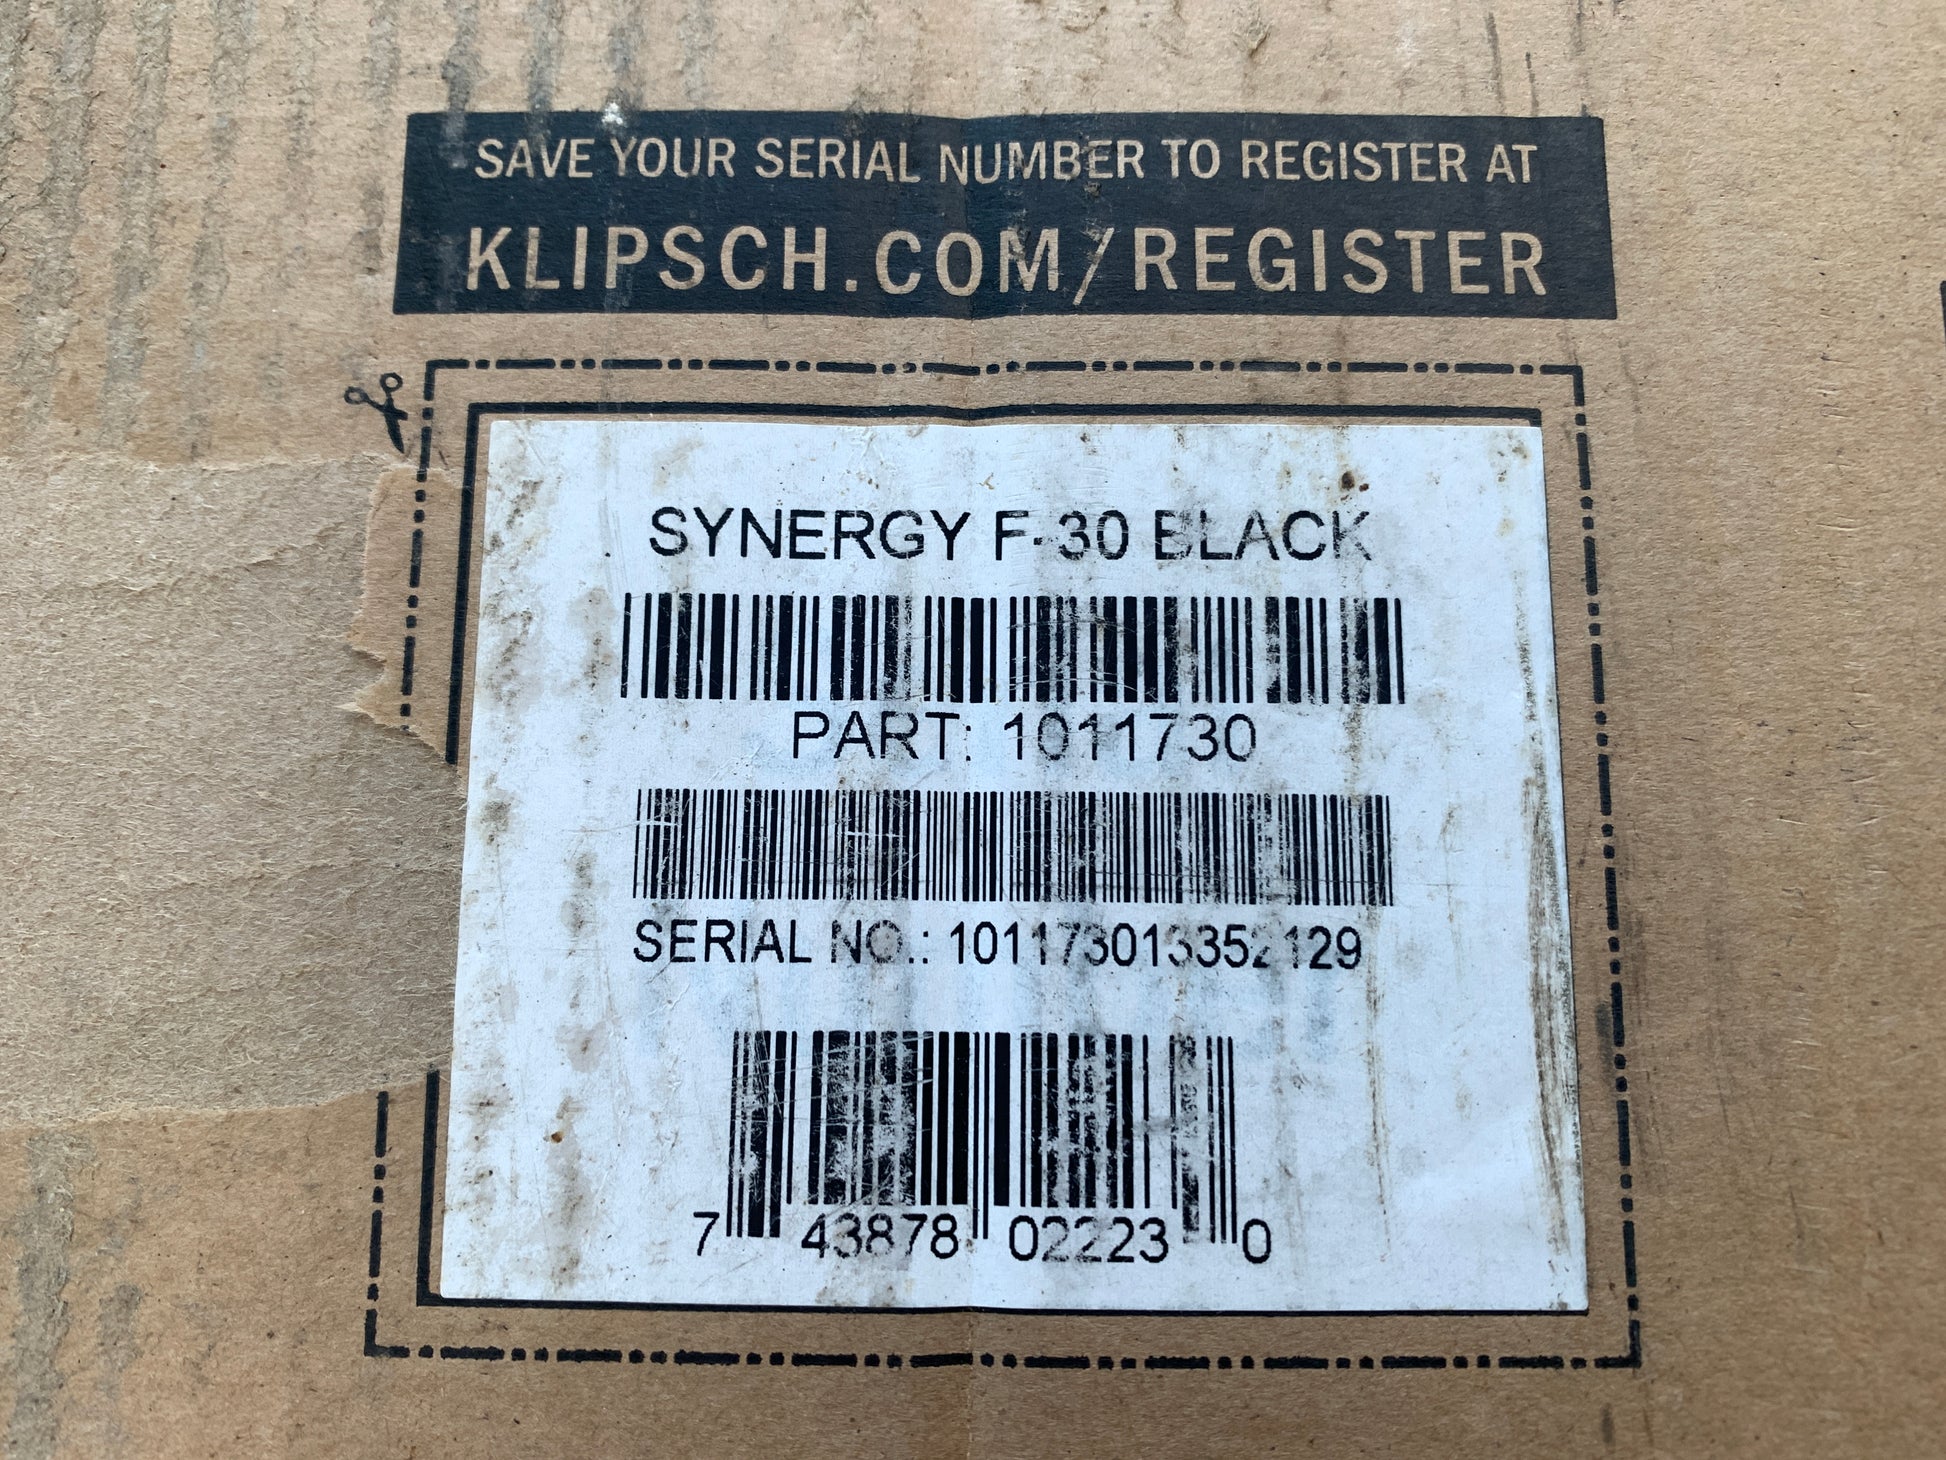 SAVE YOUR SERIAL NUMBER TO REGISTER AT
KLIPSCH.COM/REGISTER
SYNERGY F-30 BLACK
PART: 1011730
SERIAL NO.: 101173013352129
7 43878 02223 0